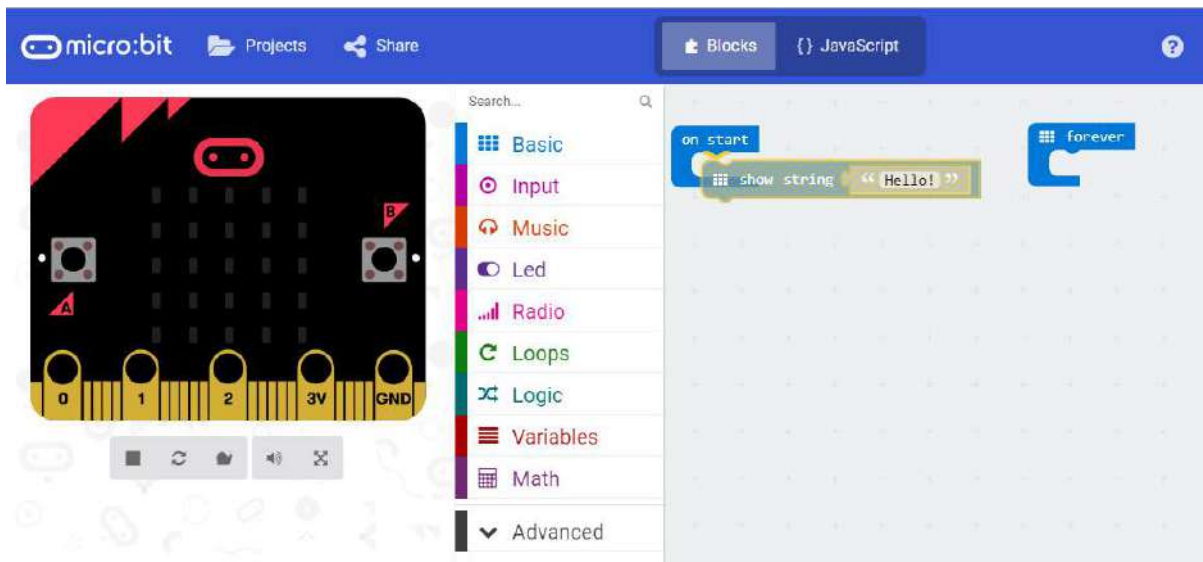 micro:bit Projects Share Blocks {} JavaScript ?
Search...
Basic
Input
Music
Led
Radio
Loops
Logic
Variables
Math
Advanced
B
A
0 1 2 3V GND
on start
show string “ Hello! ”
forever